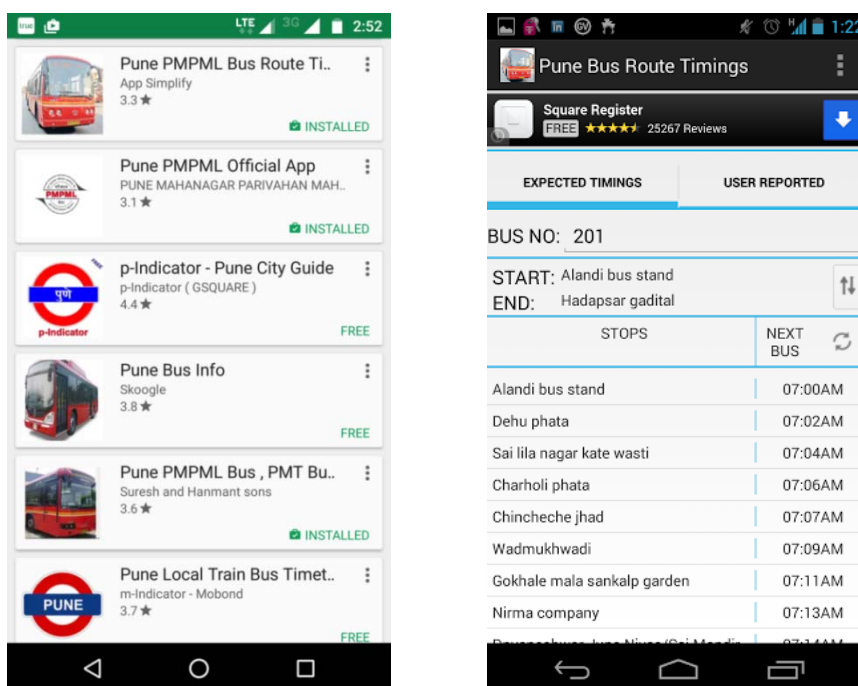 true LTE 3G 2:52
Pune PMPML Bus Route Ti..
App Simplify
3.3★
INSTALLED
Pune PMPML Official App
PUNE MAHANAGAR PARIVAHAN MAH..
3.1★
PMPML
INSTALLED
p-Indicator - Pune City Guide
p-Indicator ( GSQUARE )
4.4★
FREE
पुणे
p-Indicator
FREE
Pune Bus Info
Skoogle
3.8★
FREE
Pune PMPML Bus , PMT Bu..
Suresh and Hanmant sons
3.6★
INSTALLED
Pune Local Train Bus Timet..
m-Indicator - Mobond
3.7★
PUNE
FREE
GV H 1:22
Pune Bus Route Timings
Square Register
FREE 25267 Reviews
EXPECTED TIMINGS USER REPORTED
BUS NO: 201
START: Alandi bus stand
END: Hadapsar gadital
STOPS NEXT BUS
Alandi bus stand 07:00AM
Dehu phata 07:02AM
Sai lila nagar kate wasti 07:04AM
Charholi phata 07:06AM
Chincheche jhad 07:07AM
Wadmukhwadi 07:09AM
Gokhale mala sankalp garden 07:11AM
Nirma company 07:13AM